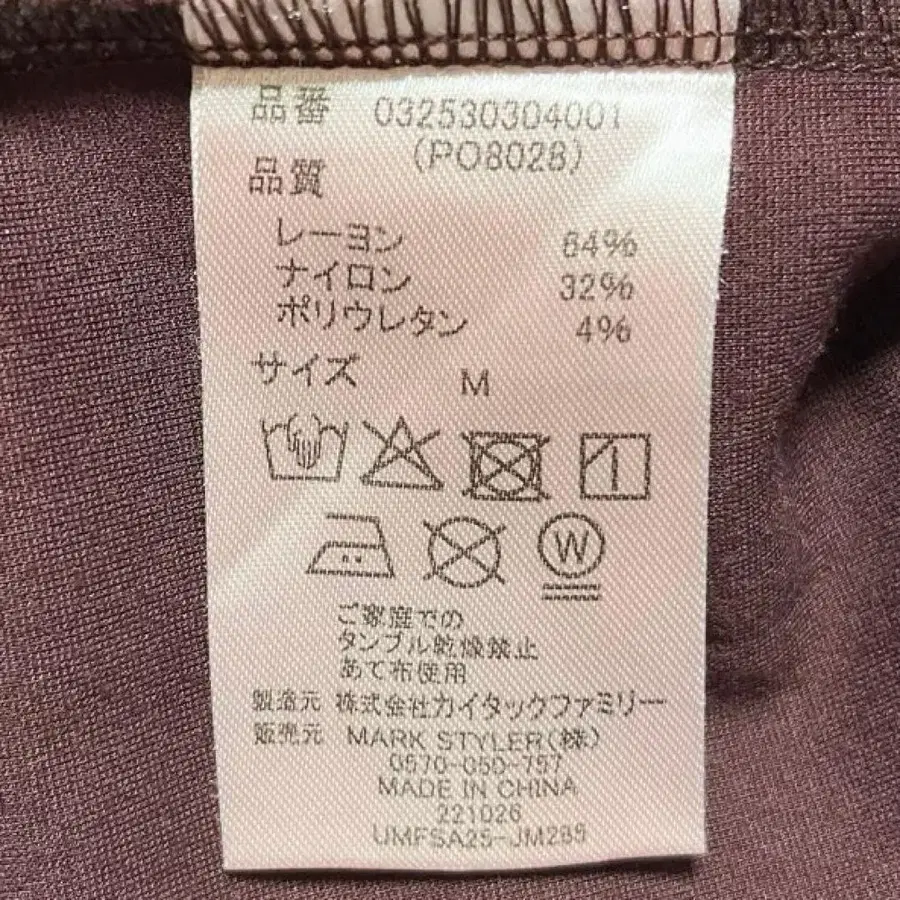 品番 032530304001
(PO8028)
品質
レーヨン 64%
ナイロン 32%
ポリウレタン 4%
サイズ M
W
ご家庭での
タンブル乾燥禁止
あて布使用
製造元 株式会社カイタックファミリー
販売元 MARK STYLER(株)
0570-050-757
MADE IN CHINA
221026
UMFSA25-JM286